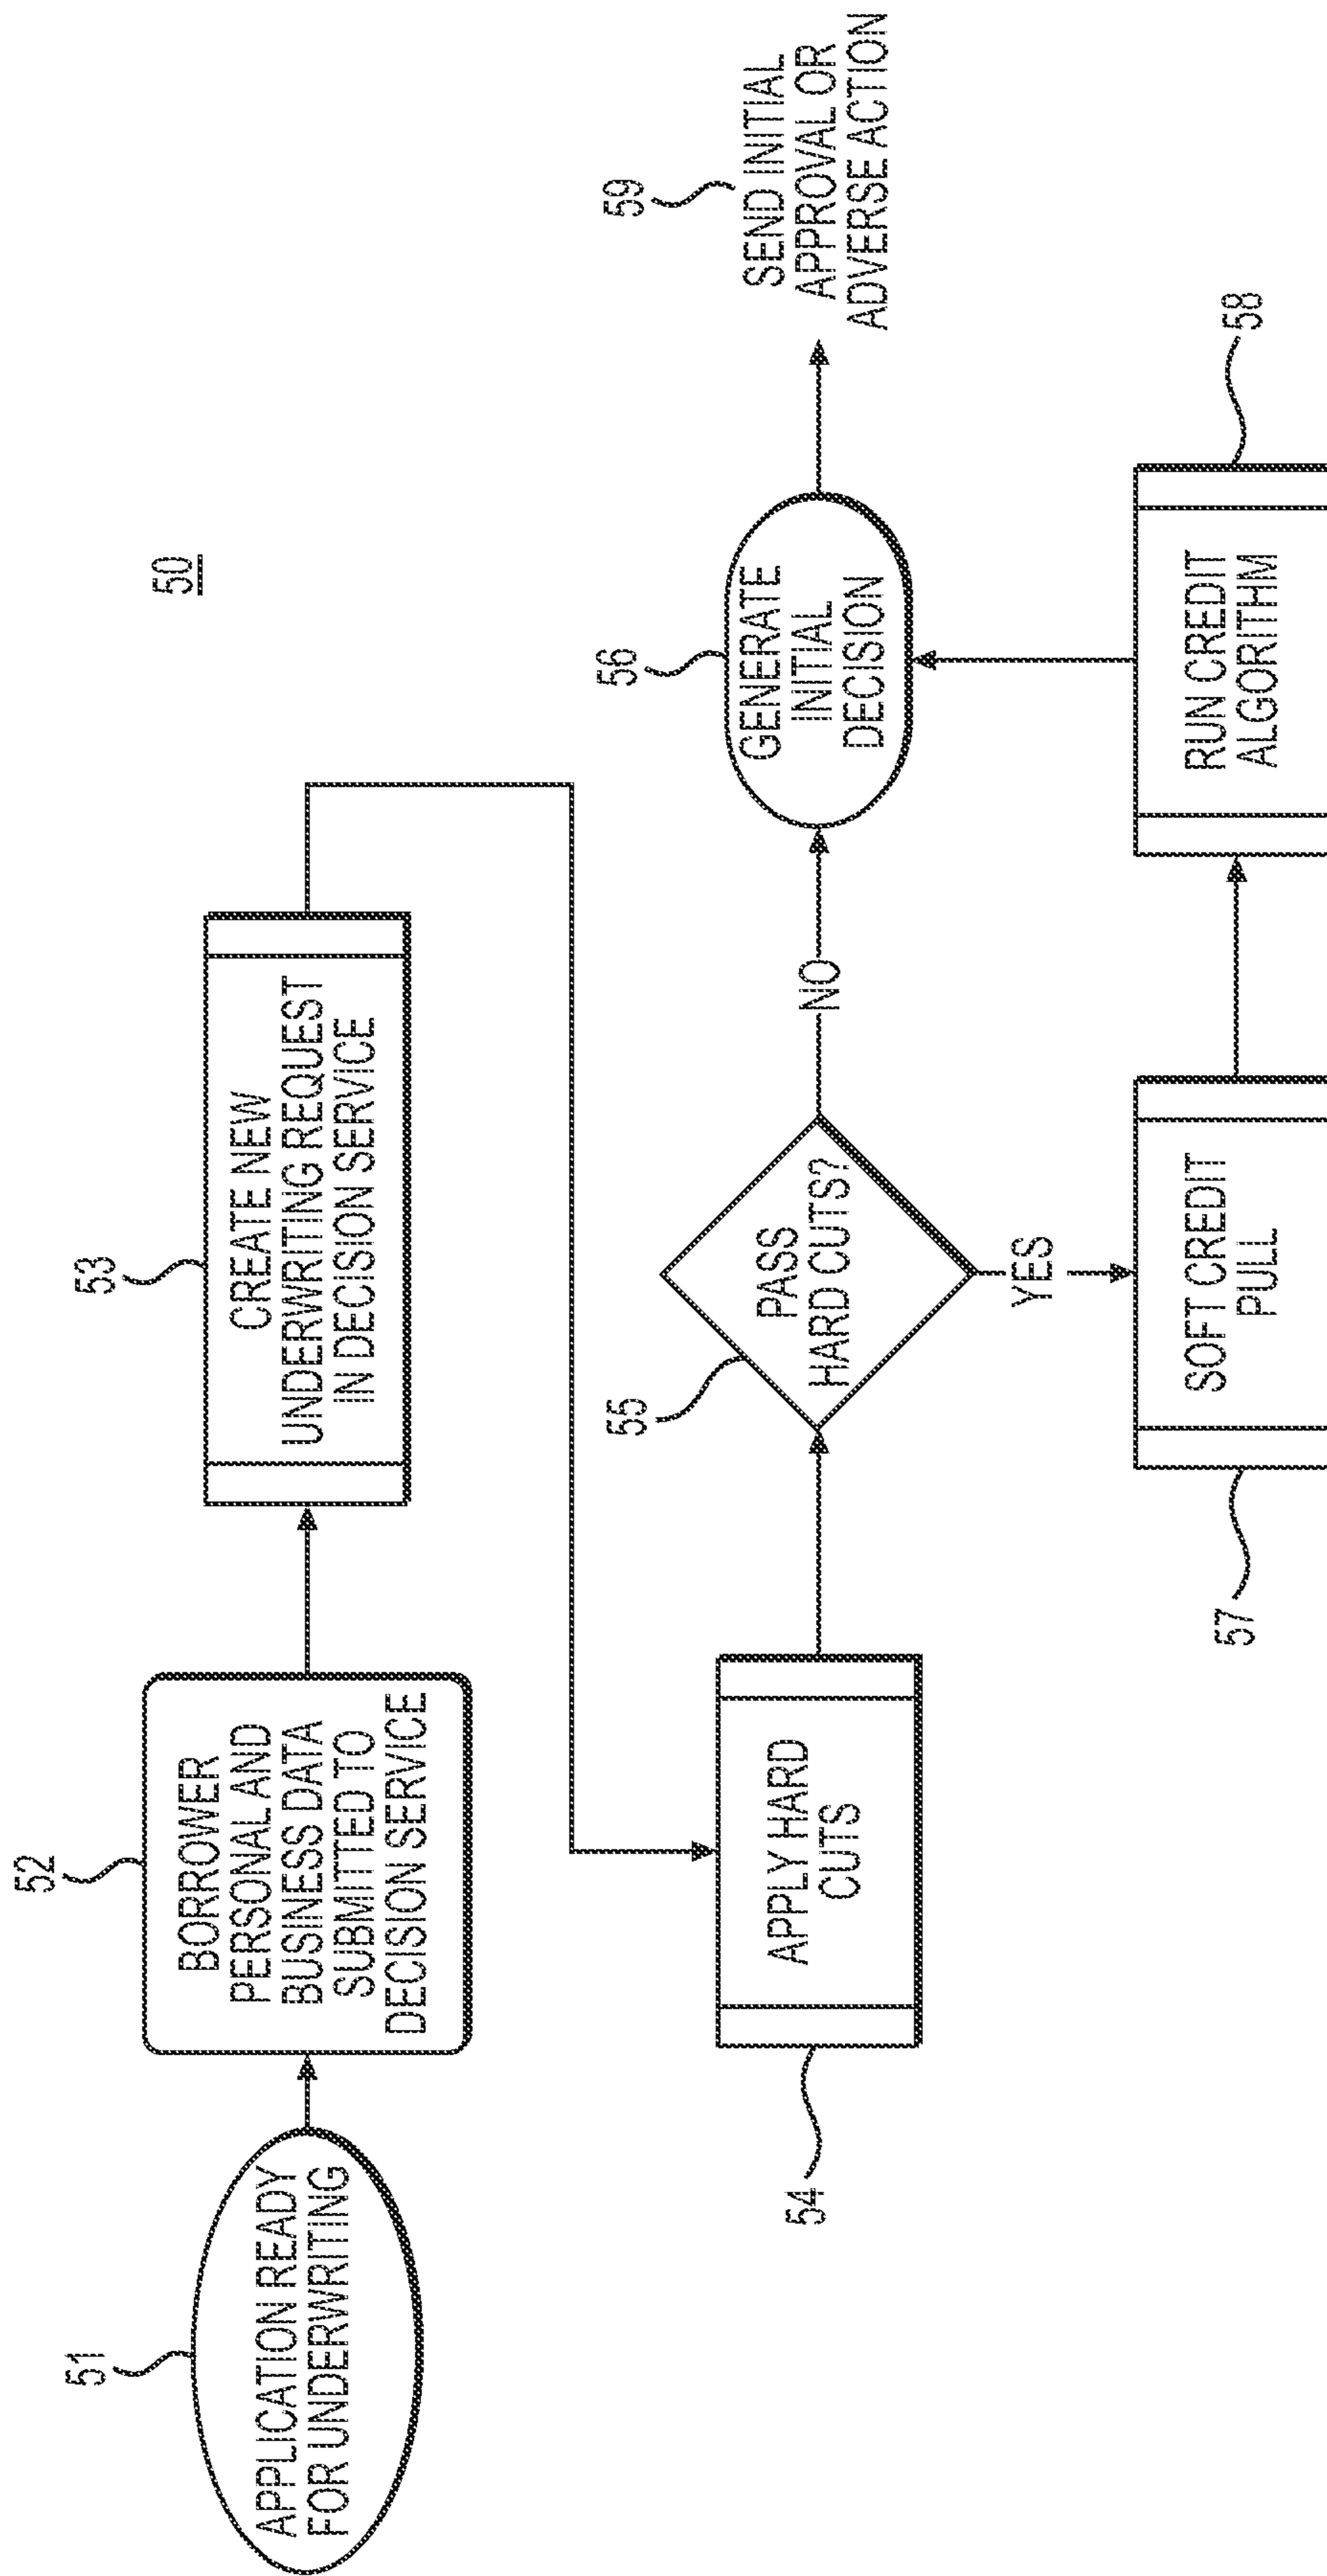 50
51
APPLICATION READY
FOR UNDERWRITING
52
BORROWER
PERSONAL AND
BUSINESS DATA
SUBMITTED TO
DECISION SERVICE
53
CREATE NEW
UNDERWRITING REQUEST
IN DECISION SERVICE
54
APPLY HARD
CUTS
55
PASS
HARD CUTS?
NO
YES
56
GENERATE
INITIAL
DECISION
59
SEND INITIAL
APPROVAL OR
ADVERSE ACTION
57
SOFT CREDIT
PULL
58
RUN CREDIT
ALGORITHM